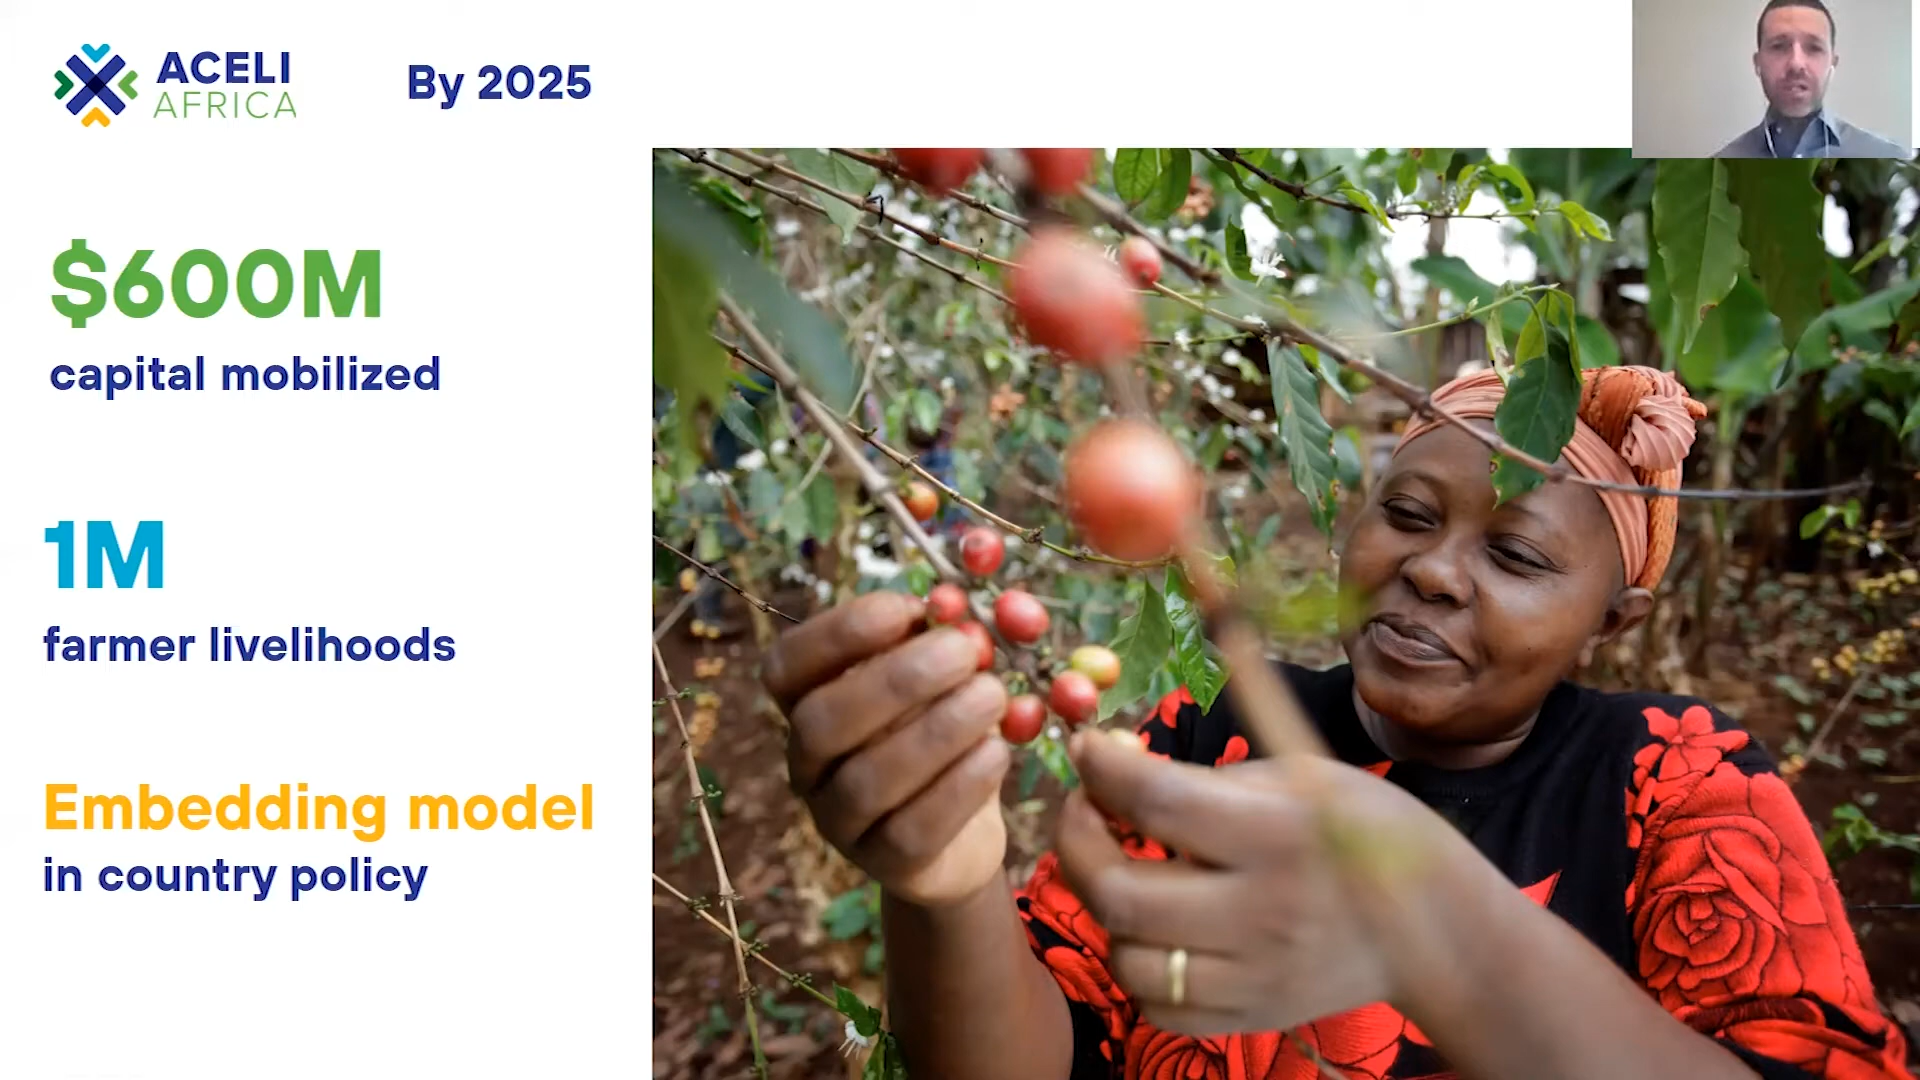 ACELI
AFRICA
By 2025
$600M
capital mobilized
1M
farmer livelihoods
Embedding model
in country policy